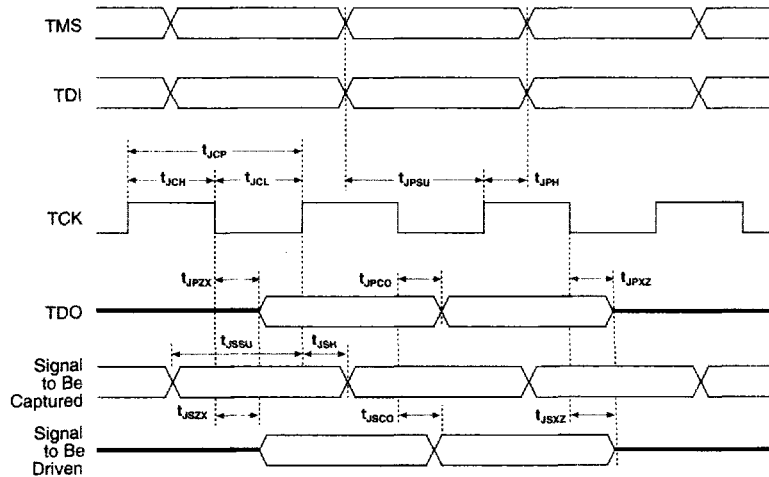 TMS
TDI
tJCP
tJCH tJCL tJPSU tJPH
TCK
tJPZX tJPCO tJPXZ
TDO
tJSSU tJSH
Signal
to Be
Captured
tJSZX tJSCO tJSXZ
Signal
to Be
Driven